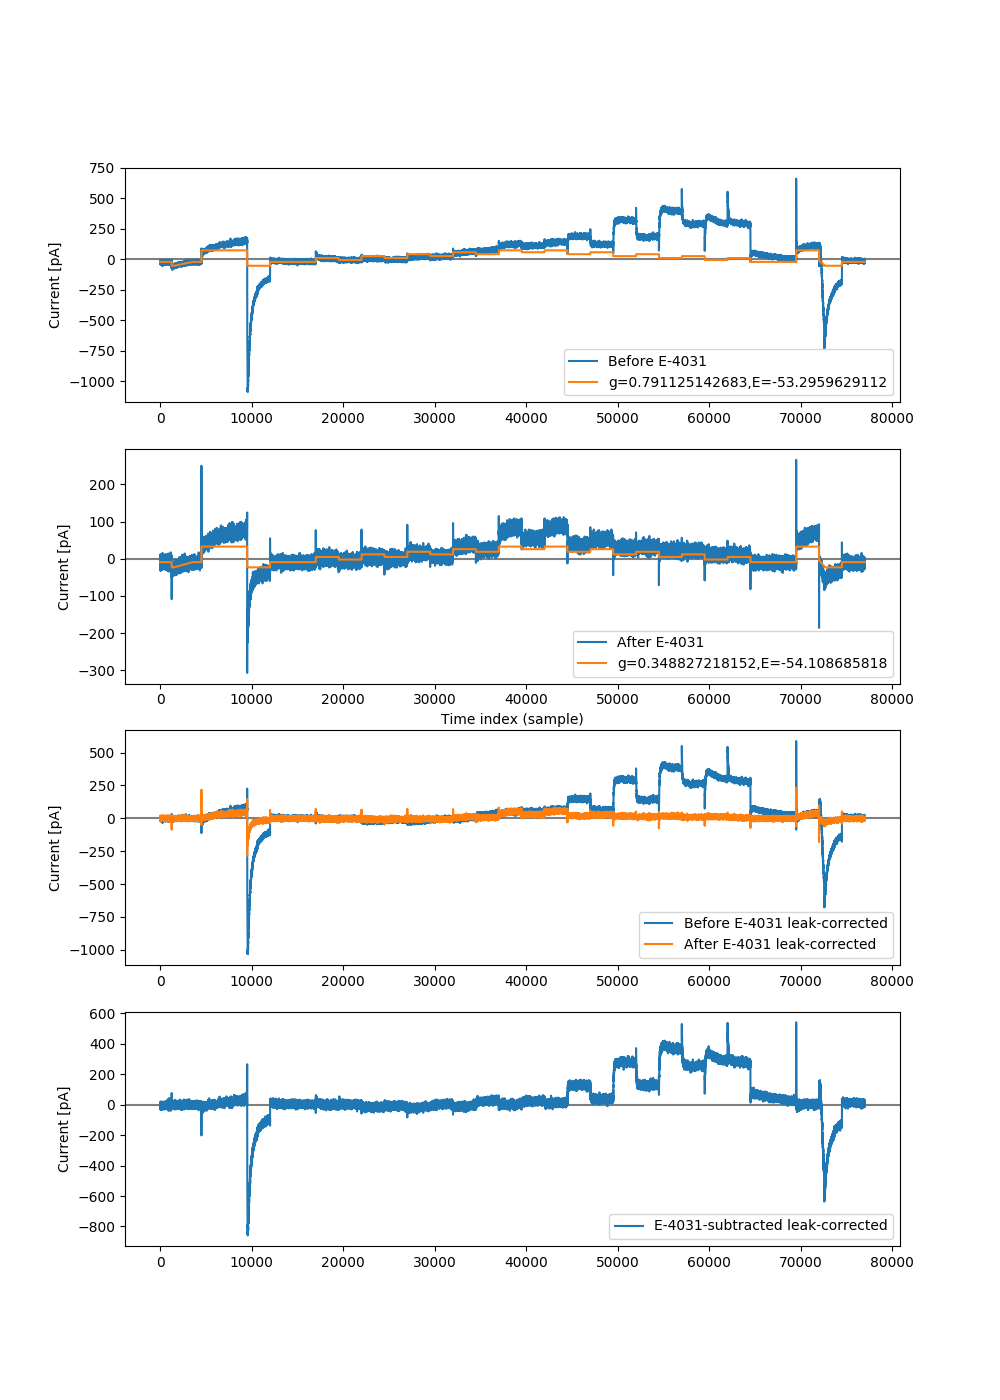 750
500
250
0
−250
−500
−750
−1000
Current [pA]
Before E-4031
g=0.791125142683,E=-53.2959629112
0 10000 20000 30000 40000 50000 60000 70000 80000
200
100
0
−100
−200
−300
Current [pA]
After E-4031
g=0.348827218152,E=-54.108685818
0 10000 20000 30000 40000 50000 60000 70000 80000
Time index (sample)
500
250
0
−250
−500
−750
−1000
Current [pA]
Before E-4031 leak-corrected
After E-4031 leak-corrected
0 10000 20000 30000 40000 50000 60000 70000 80000
600
400
200
0
−200
−400
−600
−800
Current [pA]
E-4031-subtracted leak-corrected
0 10000 20000 30000 40000 50000 60000 70000 80000